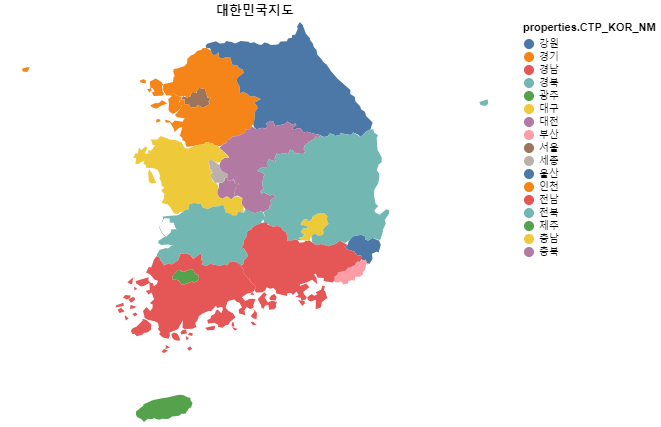 대한민국지도
properties.CTP_KOR_NM
강원
경기
경남
경북
광주
대구
대전
부산
서울
세종
울산
인천
전남
전북
제주
충남
충북